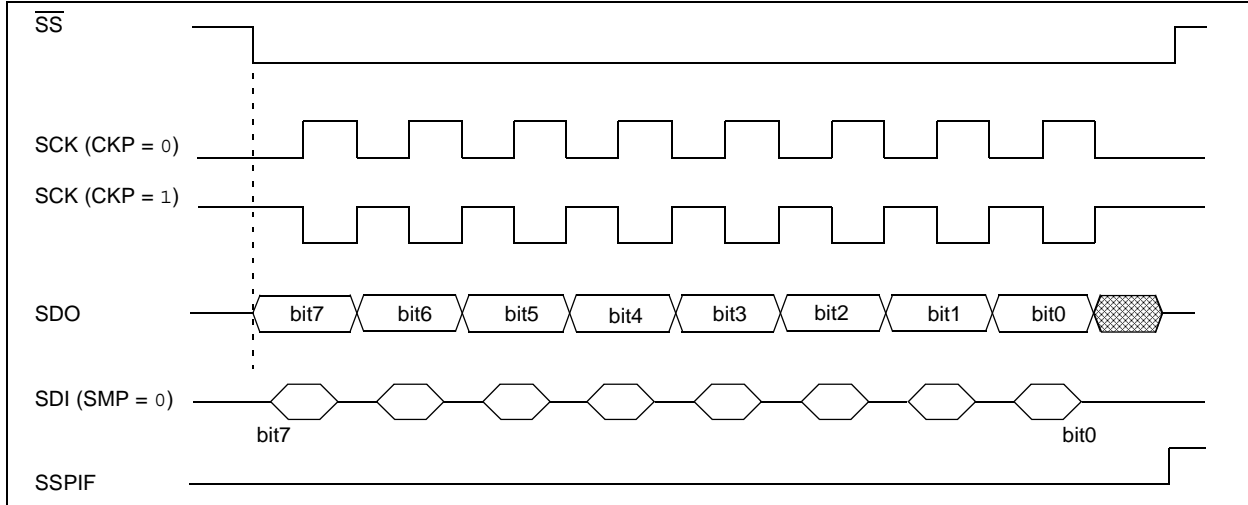 SS
SCK (CKP = 0)
SCK (CKP = 1)
SDO
bit7 bit6 bit5 bit4 bit3 bit2 bit1 bit0
SDI (SMP = 0)
bit7 bit0
SSPIF